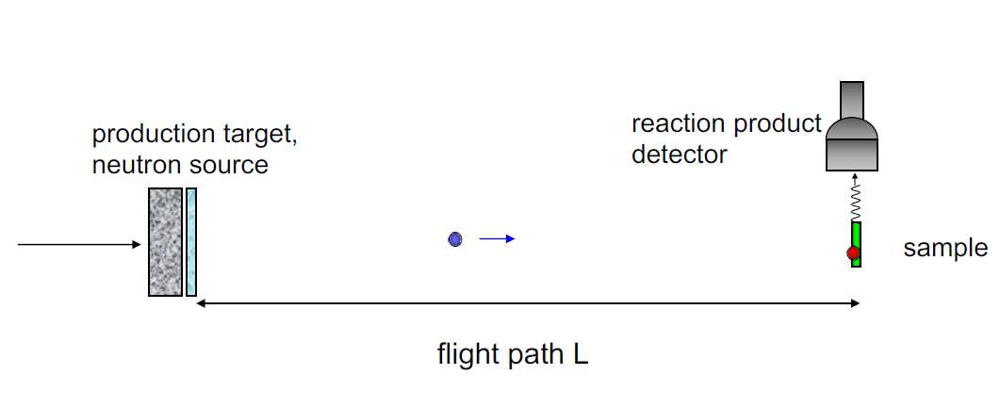 production target,
neutron source
reaction product
detector
sample
flight path L